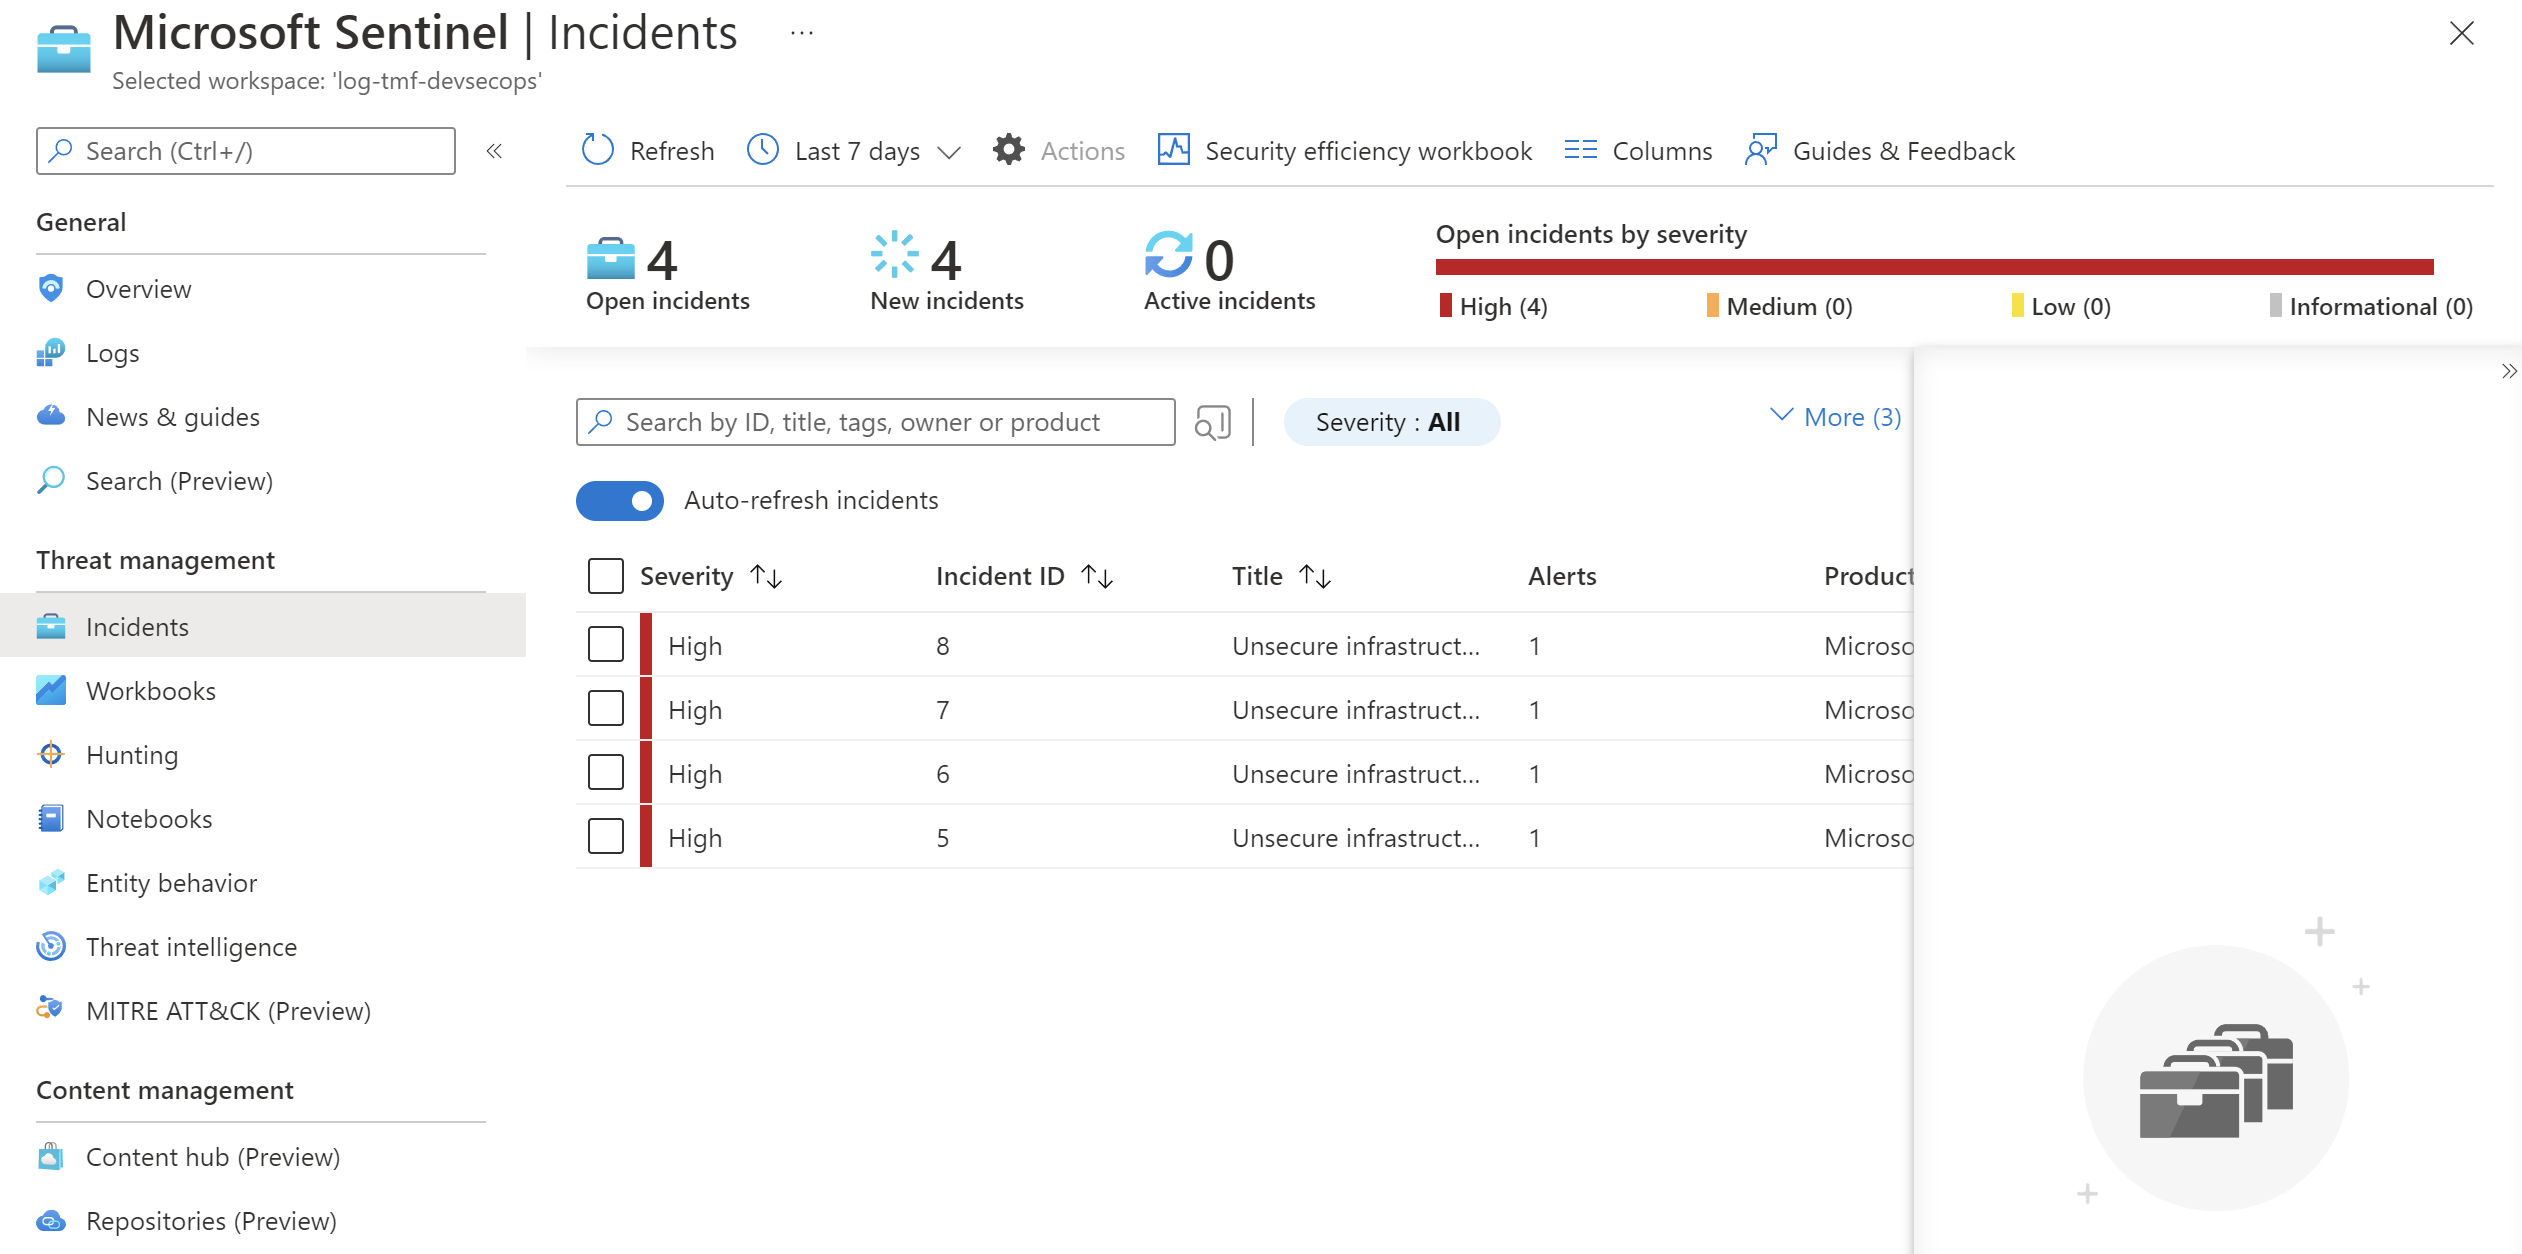 Microsoft Sentinel | Incidents ...
Selected workspace: 'log-tmf-devsecops'
Search (Ctrl+/)
General
Overview
Logs
News & guides
Search (Preview)
Threat management
Incidents
Workbooks
Hunting
Notebooks
Entity behavior
Threat intelligence
MITRE ATT&CK (Preview)
Content management
Content hub (Preview)
Repositories (Preview)
Refresh Last 7 days Actions Security efficiency workbook Columns Guides & Feedback
4 Open incidents
4 New incidents
0 Active incidents
Open incidents by severity
High (4) Medium (0) Low (0) Informational (0)
Search by ID, title, tags, owner or product Severity : All More (3)
Auto-refresh incidents
Severity Incident ID Title Alerts Product
High 8 Unsecure infrastruct... 1 Microso
High 7 Unsecure infrastruct... 1 Microso
High 6 Unsecure infrastruct... 1 Microso
High 5 Unsecure infrastruct... 1 Microso